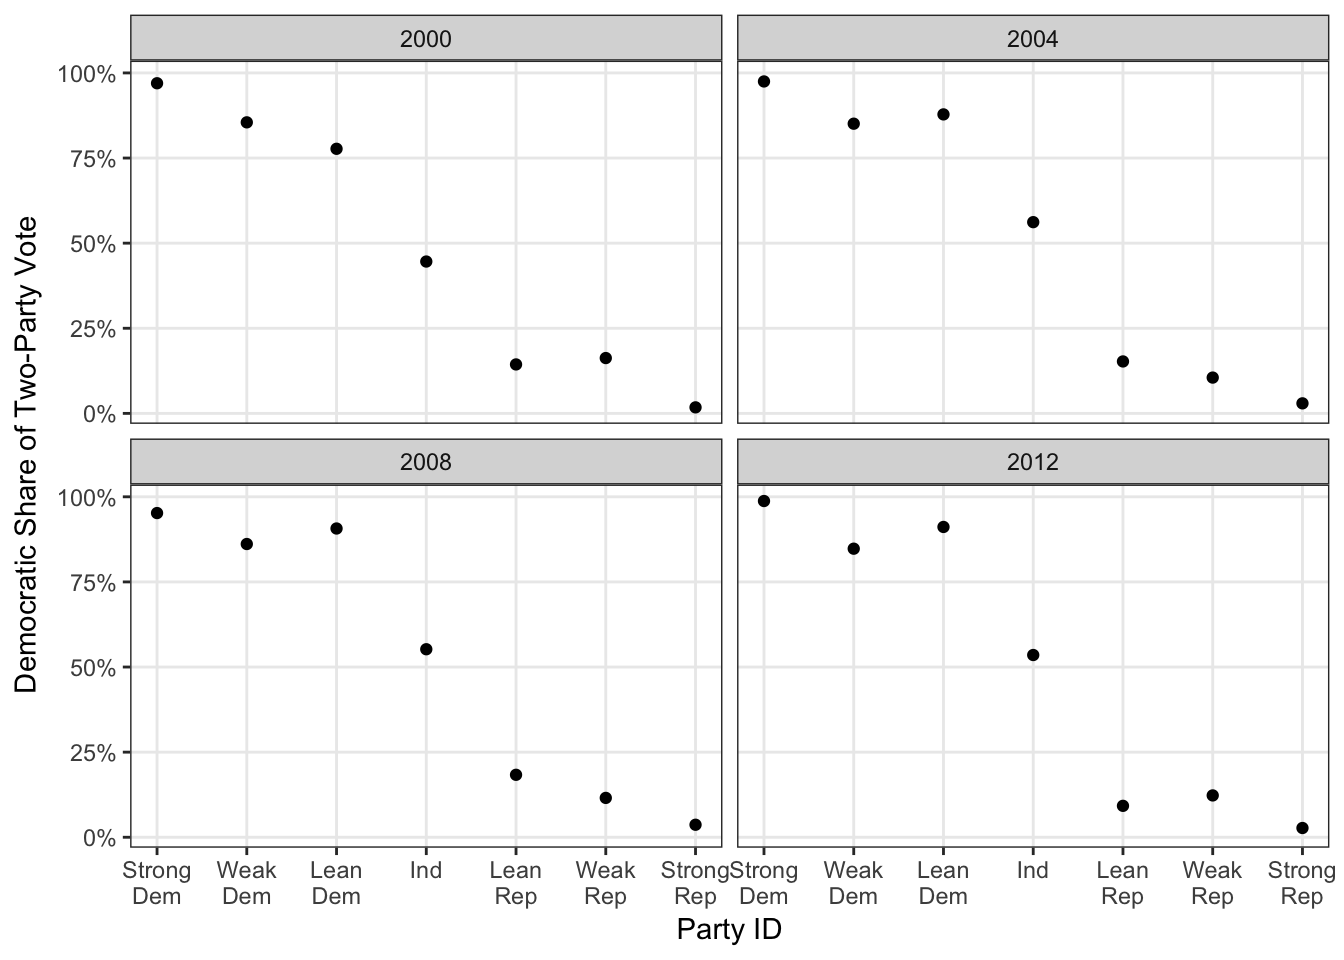 2000
2004
100%
75%
50%
25%
0%
2008
2012
100%
75%
50%
25%
0%
Strong Dem
Weak Dem
Lean Dem
Ind
Lean Rep
Weak Rep
Strong Rep
Strong Dem
Weak Dem
Lean Dem
Ind
Lean Rep
Weak Rep
Strong Rep
Party ID
Democratic Share of Two-Party Vote